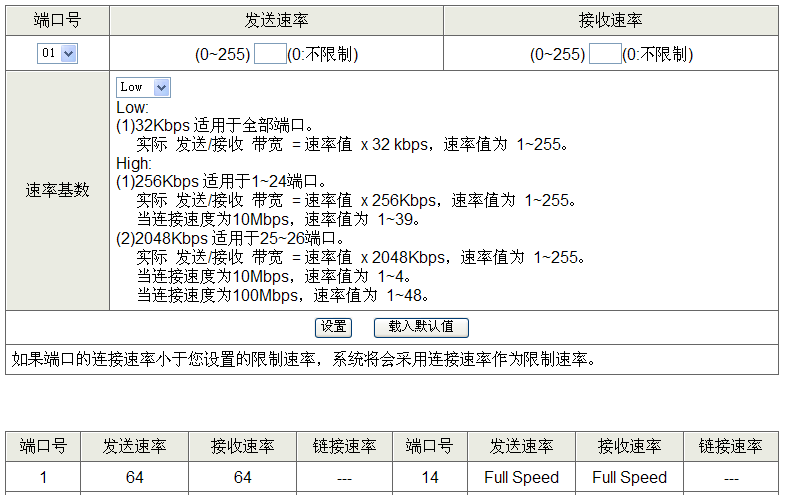 端口号 发送速率 接收速率
01 (0~255) (0:不限制) (0~255) (0:不限制)
速率基数
Low
Low:
(1)32Kbps 适用于全部端口。
实际 发送/接收 带宽 = 速率值 x 32 kbps，速率值为 1~255。
High:
(1)256Kbps 适用于1~24端口。
实际 发送/接收 带宽 = 速率值 x 256Kbps，速率值为 1~255。
当连接速度为10Mbps，速率值为 1~39。
(2)2048Kbps 适用于25~26端口。
实际 发送/接收 带宽 = 速率值 x 2048Kbps，速率值为 1~255。
当连接速度为10Mbps，速率值为 1~4。
当连接速度为100Mbps，速率值为 1~48。
设置 载入默认值
如果端口的连接速率小于您设置的限制速率，系统将会采用连接速率作为限制速率。
端口号 发送速率 接收速率 链接速率 端口号 发送速率 接收速率 链接速率
1 64 64 --- 14 Full Speed Full Speed ---